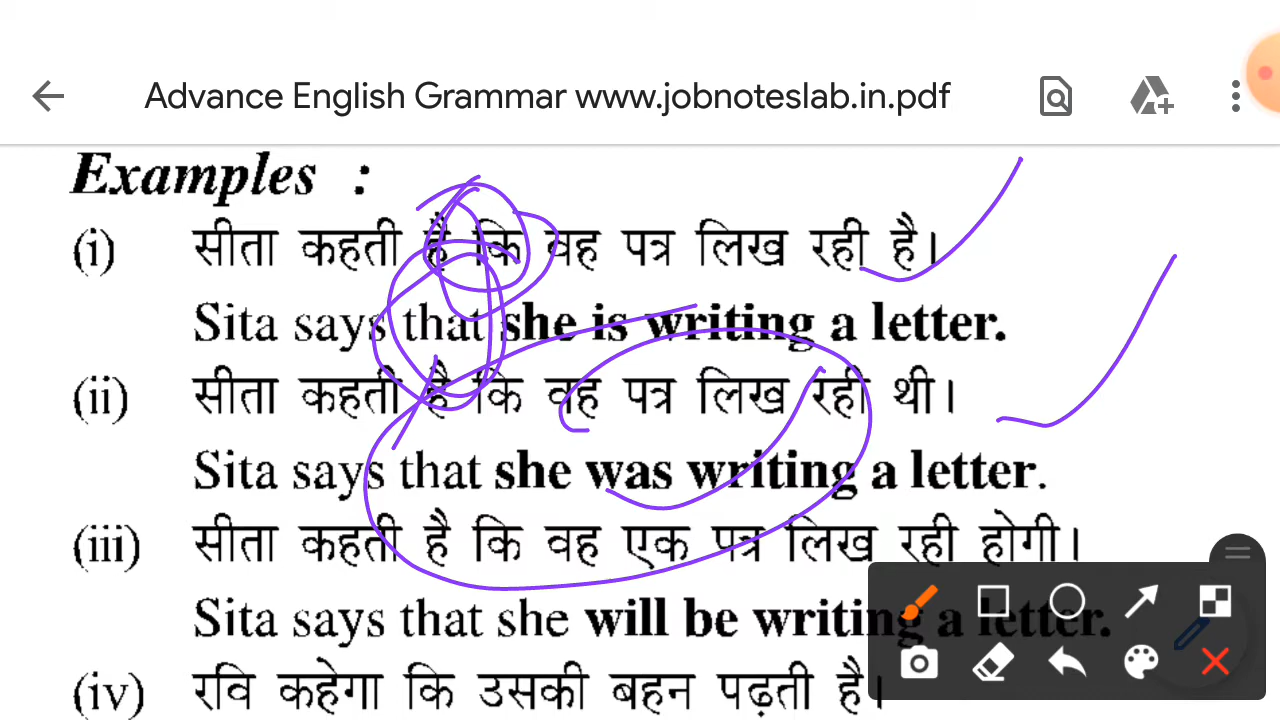 Advance English Grammar www.jobnoteslab.in.pdf
Examples :
(i) सीता कहती है कि वह पत्र लिख रही है।
Sita says that she is writing a letter.
(ii) सीता कहती है कि वह पत्र लिख रही थी।
Sita says that she was writing a letter.
(iii) सीता कहती है कि वह एक पत्र लिख रही होगी।
Sita says that she will be writing a letter.
(iv) रवि कहेगा कि उसकी बहन पढ़ती है।